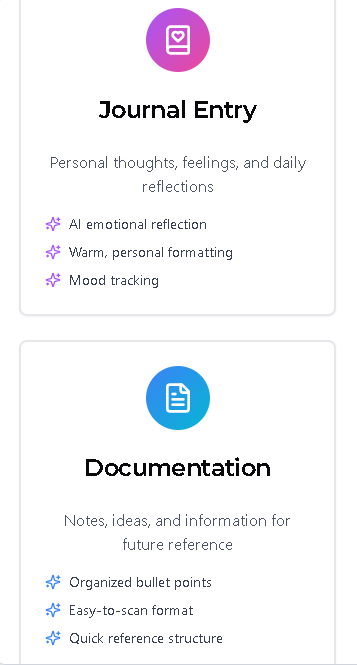 Journal Entry
Personal thoughts, feelings, and daily
reflections
AI emotional reflection
Warm, personal formatting
Mood tracking
Documentation
Notes, ideas, and information for
future reference
Organized bullet points
Easy-to-scan format
Quick reference structure